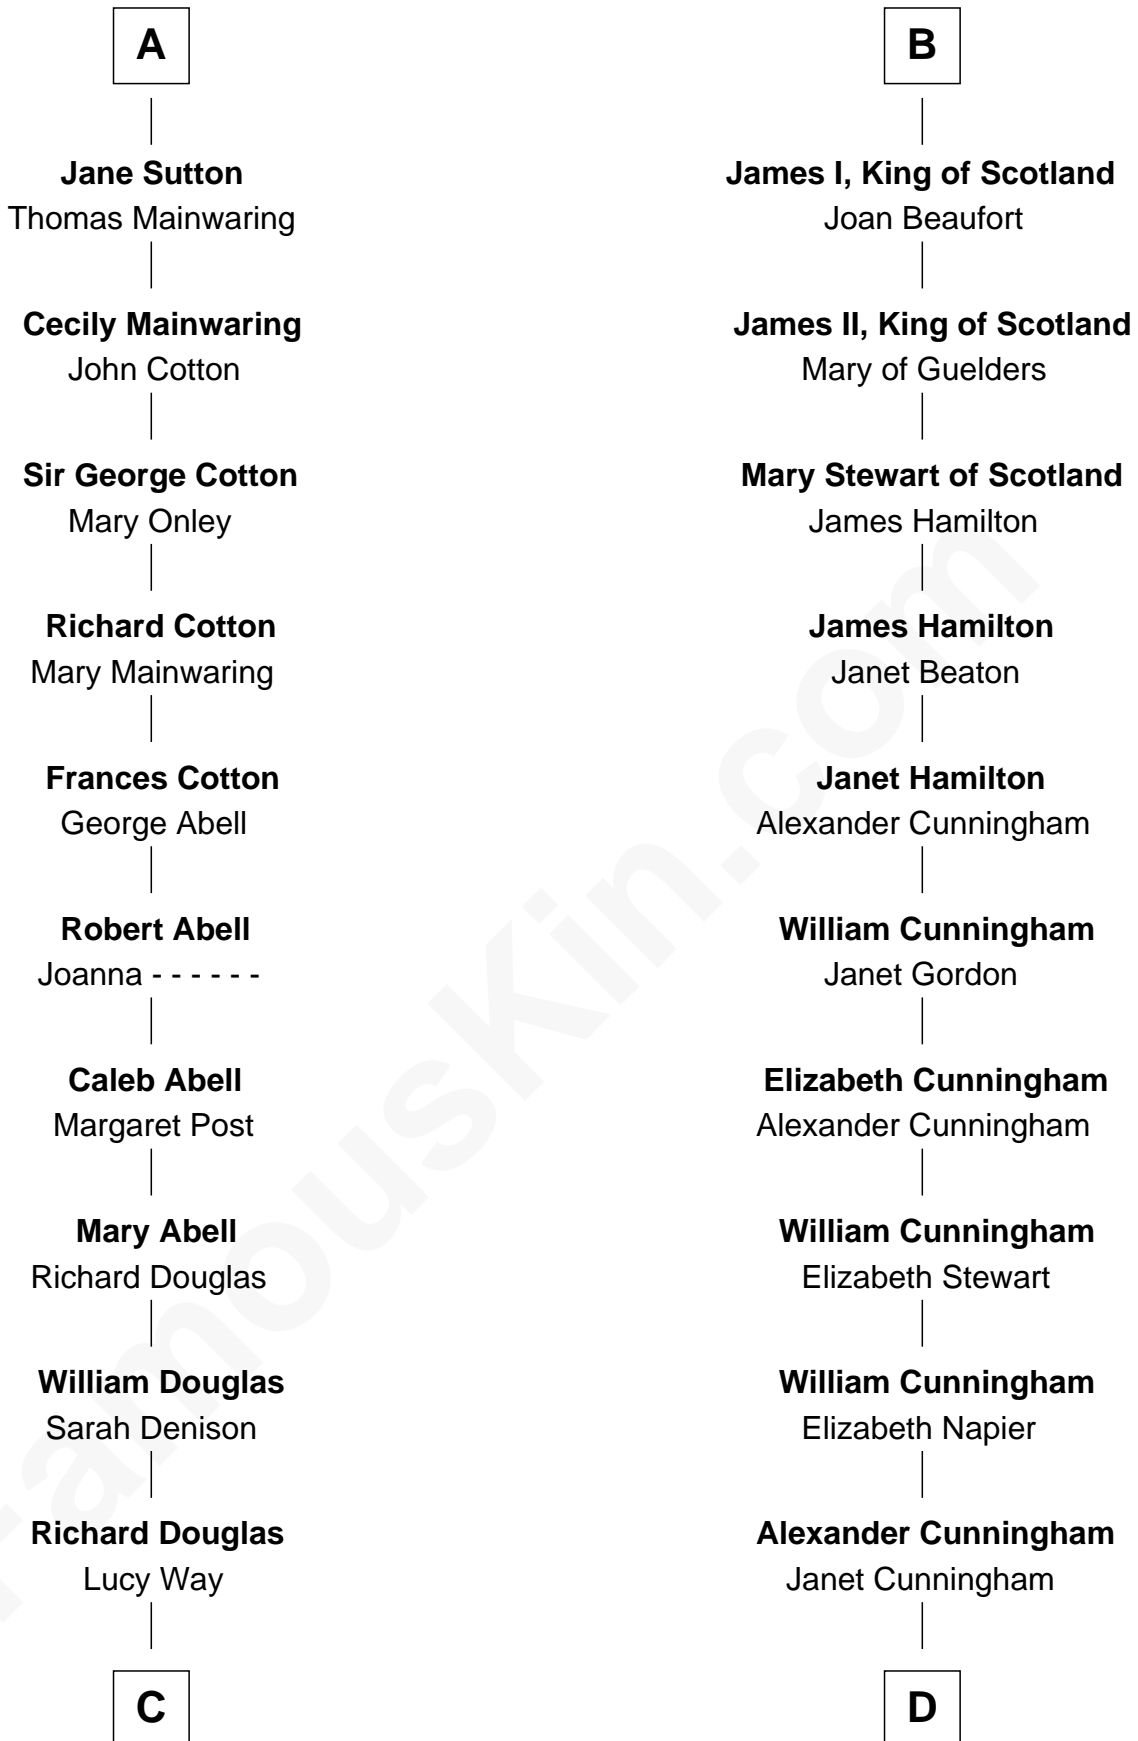 A
Jane Sutton
Thomas Mainwaring
Cecily Mainwaring
John Cotton
Sir George Cotton
Mary Onley
Richard Cotton
Mary Mainwaring
Frances Cotton
George Abell
Robert Abell
Joanna - - - - - -
Caleb Abell
Margaret Post
Mary Abell
Richard Douglas
William Douglas
Sarah Denison
Richard Douglas
Lucy Way
C
B
James I, King of Scotland
Joan Beaufort
James II, King of Scotland
Mary of Guelders
Mary Stewart of Scotland
James Hamilton
James Hamilton
Janet Beaton
Janet Hamilton
Alexander Cunningham
William Cunningham
Janet Gordon
Elizabeth Cunningham
Alexander Cunningham
William Cunningham
Elizabeth Stewart
William Cunningham
Elizabeth Napier
Alexander Cunningham
Janet Cunningham
D
FamousKin.com